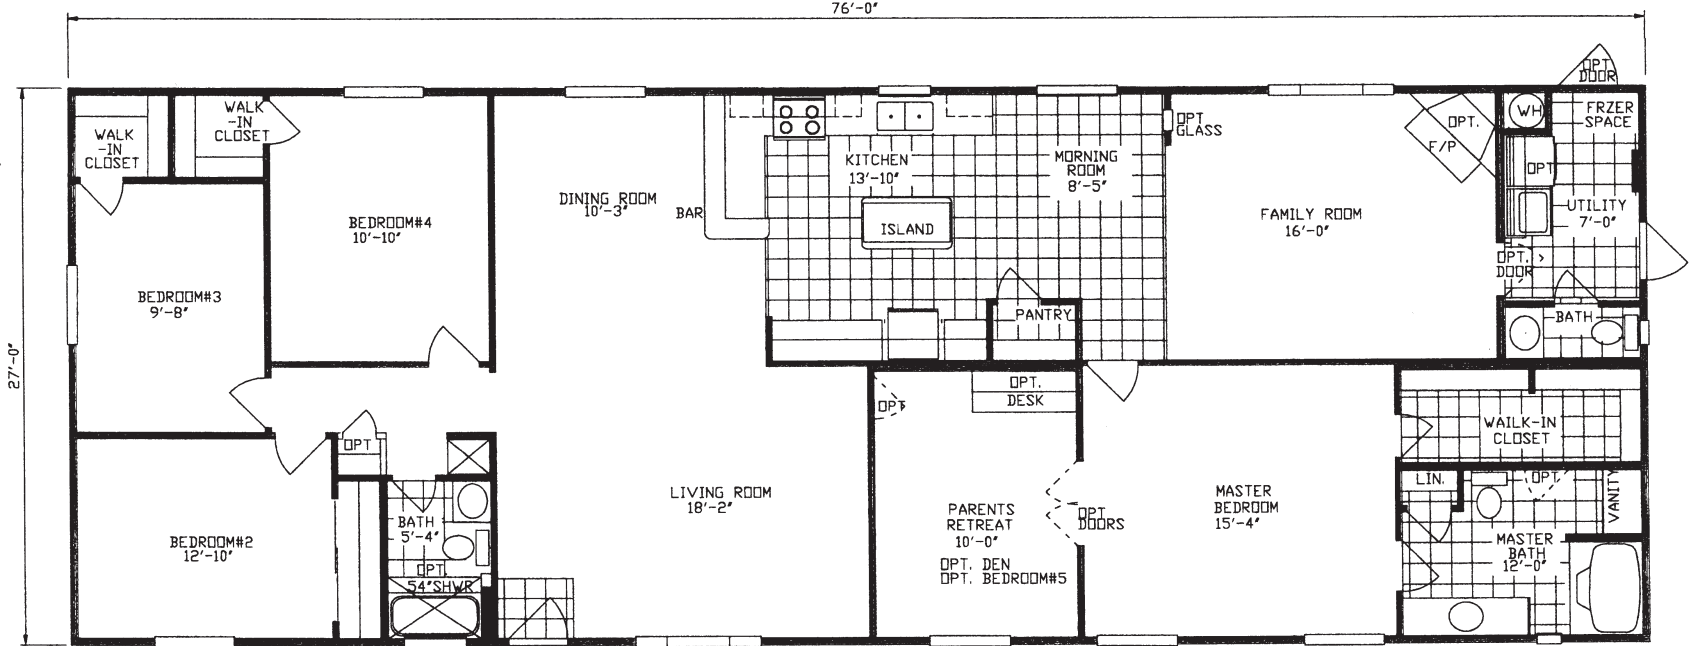 76'-0"
27'-0"
WALK
-IN
CLOSET
WALK
-IN
CLOSET
BEDROOM#4
10'-10"
BEDROOM#3
9'-8"
BEDROOM#2
12'-10"
OPT
BATH
5'-4"
OPT.
54"SHWR
DINING ROOM
10'-3"
BAR
KITCHEN
13'-10"
ISLAND
MORNING
ROOM
8'-5"
PANTRY
OPT
GLASS
FAMILY ROOM
16'-0"
OPT.
F/P
OPT
DOOR
WH
FRZER
SPACE
OPT
UTILITY
7'-0"
OPT.
DOOR
BATH
LIVING ROOM
18'-2"
OPT
OPT.
DESK
PARENTS
RETREAT
10'-0"
OPT. DEN
OPT. BEDROOM#5
OPT
DOORS
MASTER
BEDROOM
15'-4"
WAILK-IN
CLOSET
LIN.
OPT
VANITY
MASTER
BATH
12'-0"